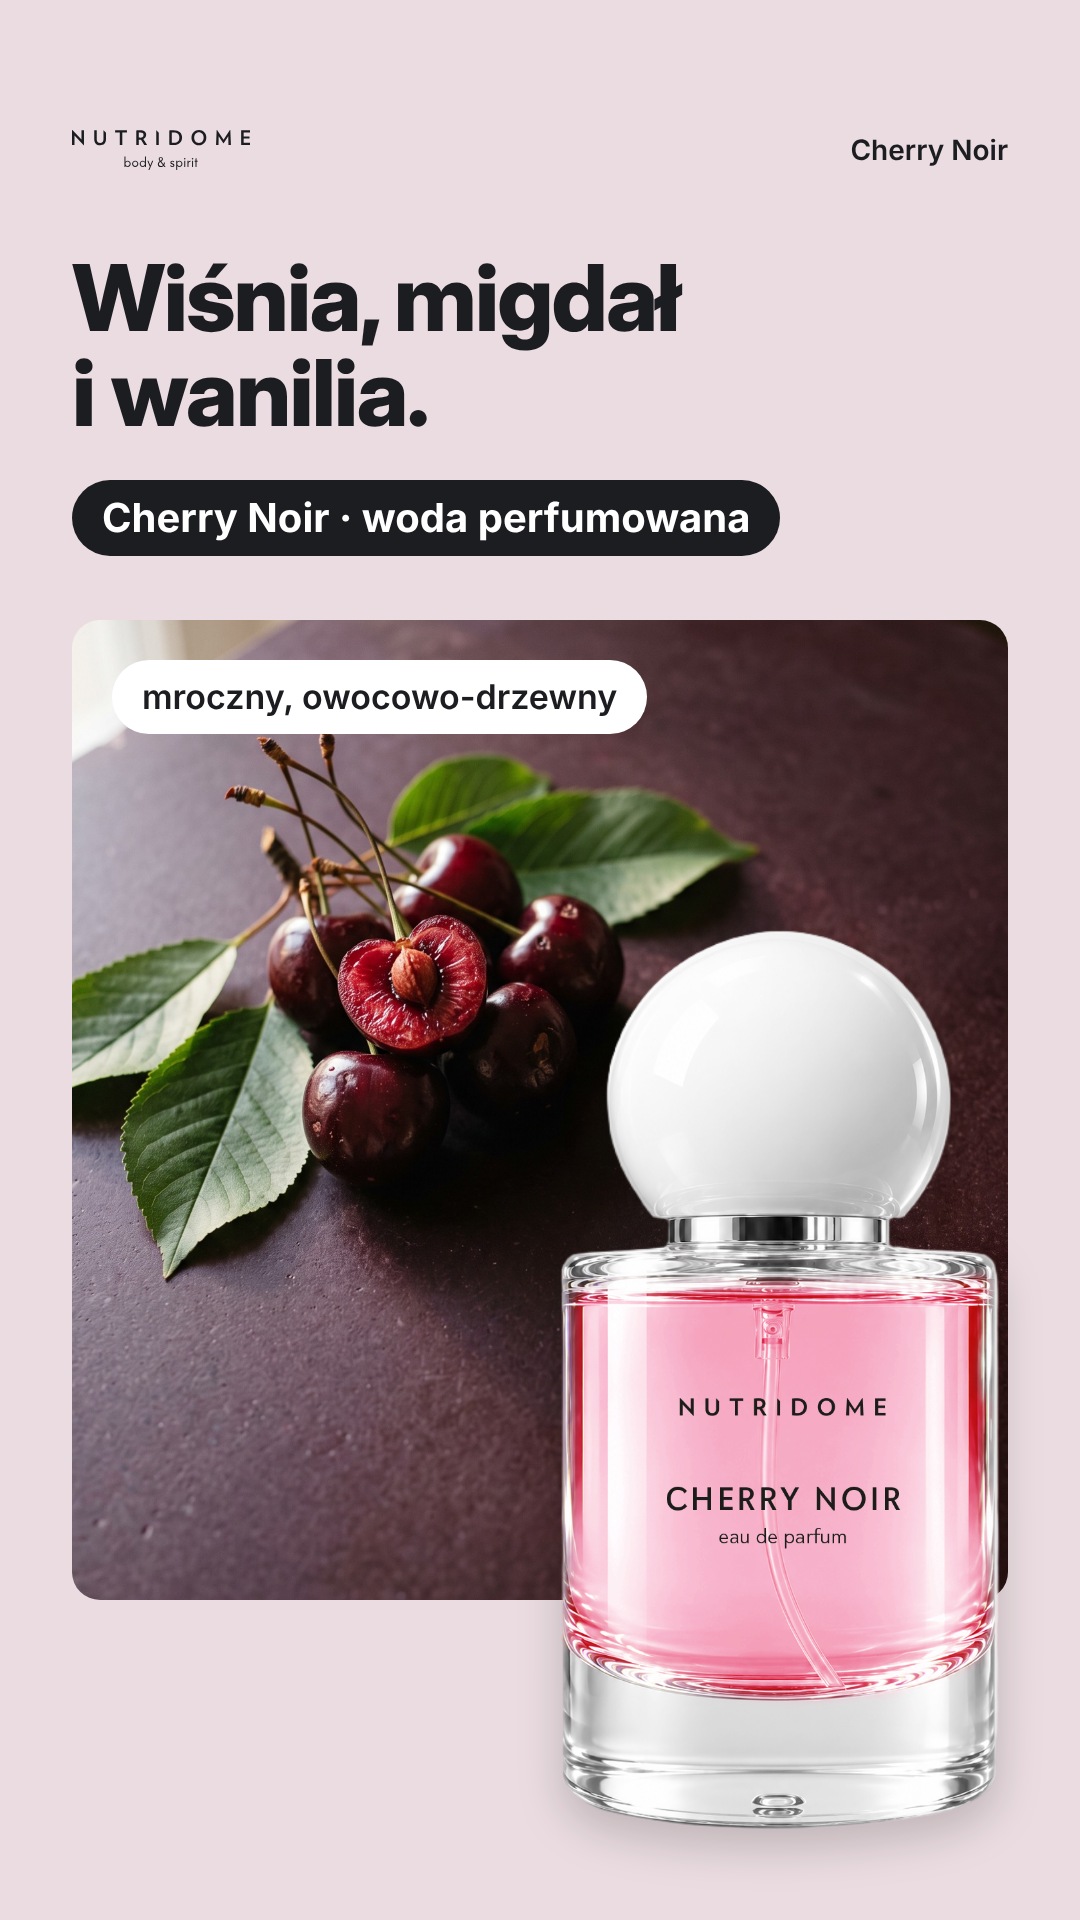 NUTRIDOME
body & spirit
Cherry Noir
Wiśnia, migdał
i wanilia.
Cherry Noir · woda perfumowana
mroczny, owocowo-drzewny
NUTRIDOME
CHERRY NOIR
eau de parfum